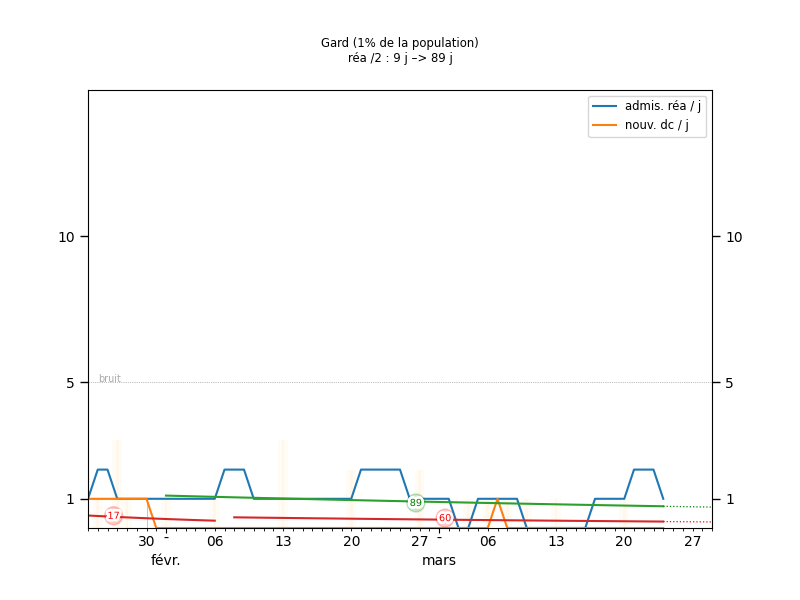 Gard (1% de la population)
réa /2 : 9 j –> 89 j
admis. réa / j
nouv. dc / j
10 10
bruit
5 5
89
17 60
1 1
30 - 06 13 20 27 - 06 13 20 27
févr. mars